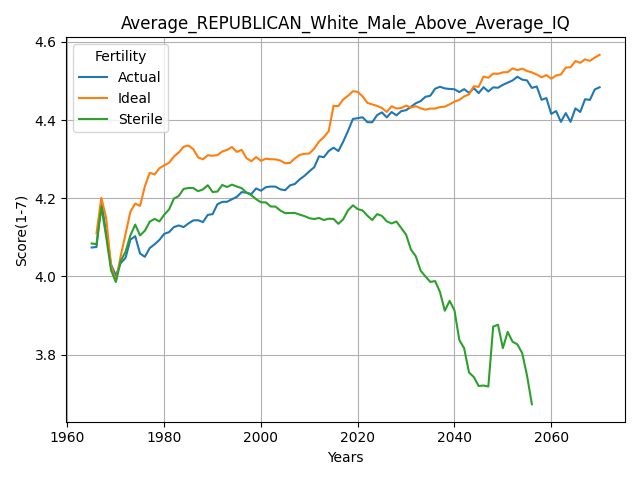 Average_REPUBLICAN_White_Male_Above_Average_IQ
Fertility
Actual
Ideal
Sterile
Score(1-7)
4.6
4.4
4.2
4.0
3.8
1960 1980 2000 2020 2040 2060
Years